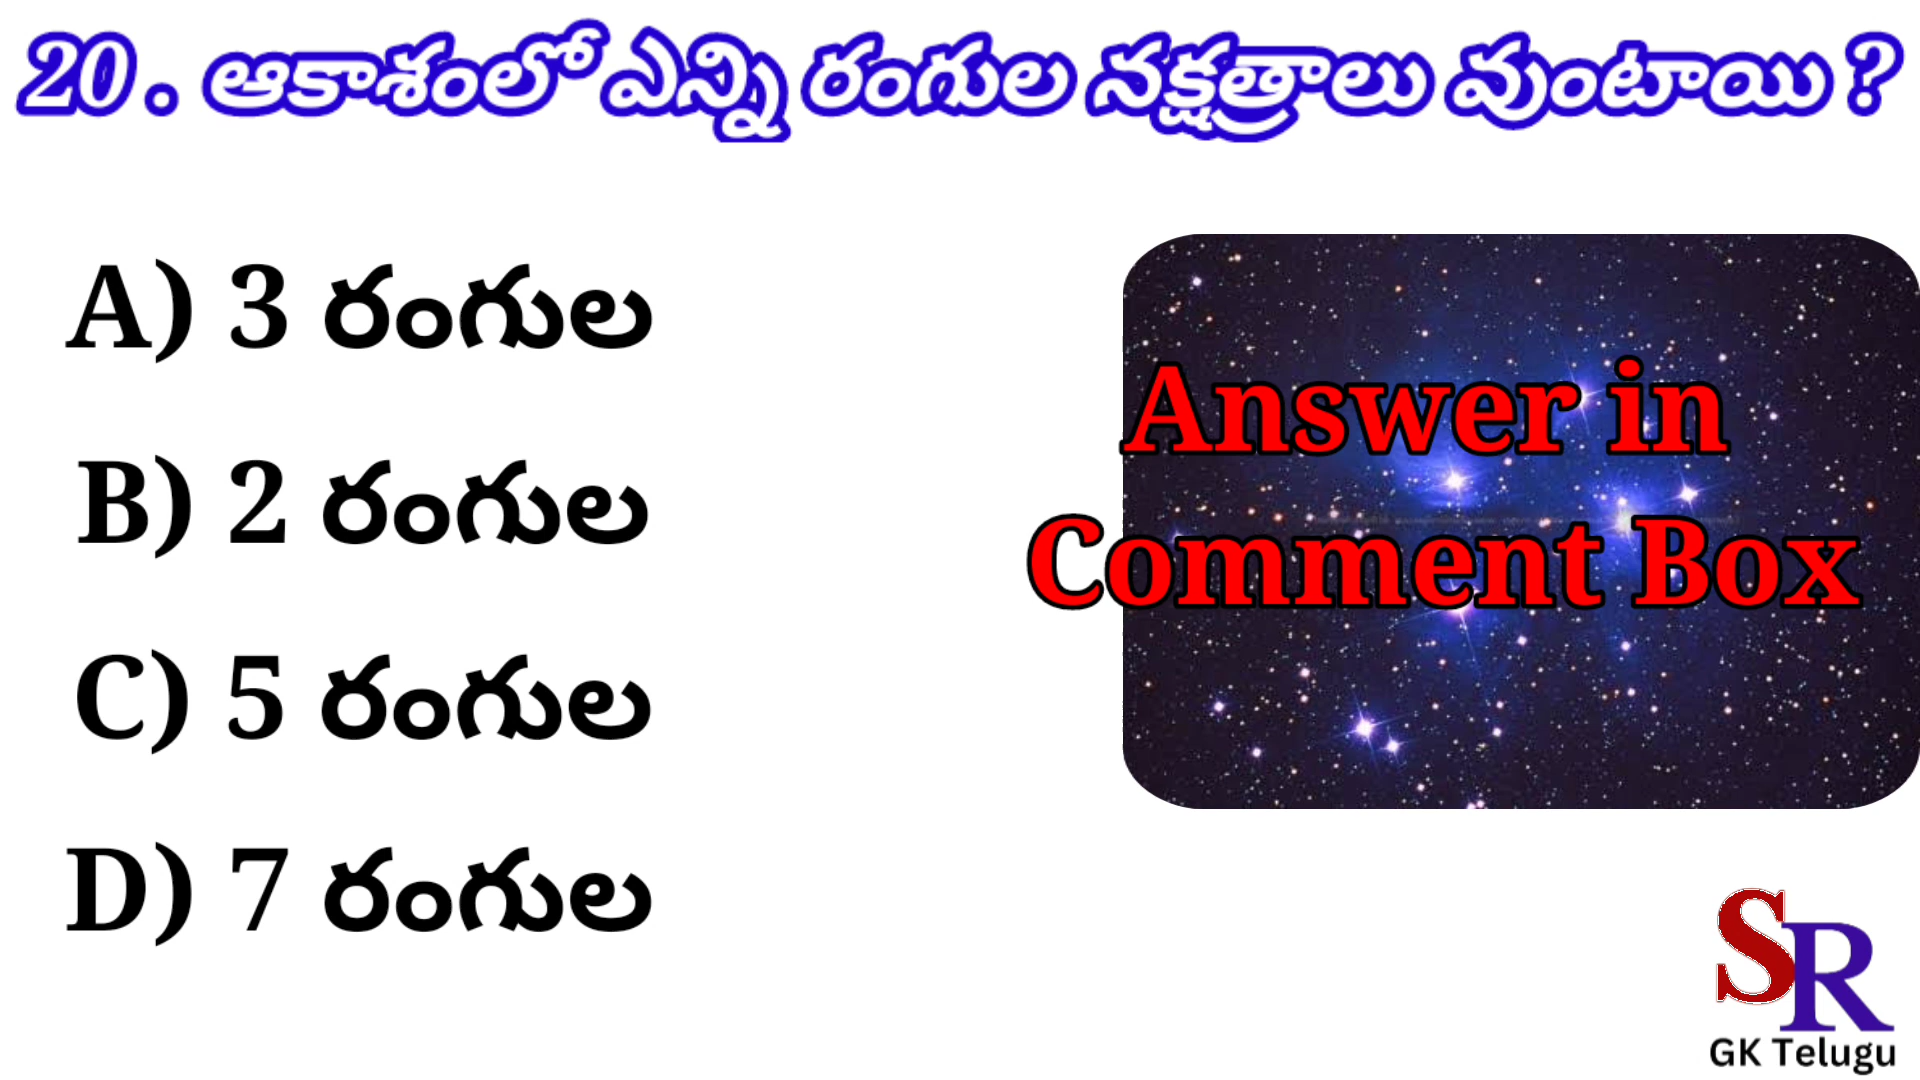 20 . ఆకాశంలో ఎన్ని రంగుల నక్షత్రాలు వుంటాయి ?
A) 3 రంగుల
B) 2 రంగుల
C) 5 రంగుల
D) 7 రంగుల
Answer in
Comment Box
SR
GK Telugu